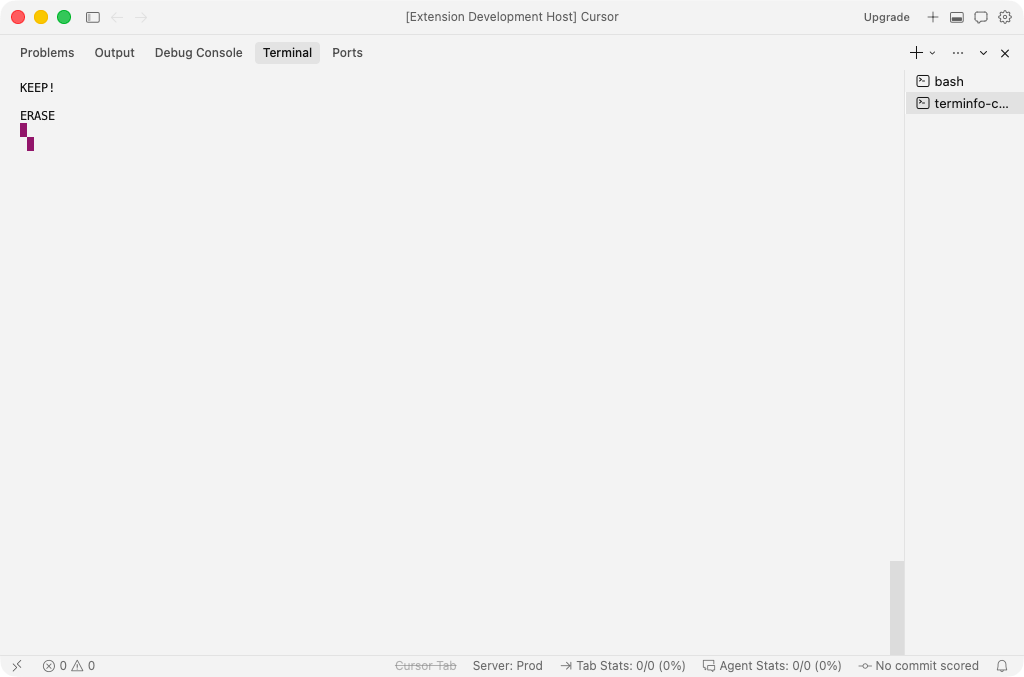 [Extension Development Host] Cursor
Upgrade
Problems Output Debug Console Terminal Ports
KEEP!
ERASE
bash
terminfo-c...
0 0 Cursor Tab Server: Prod Tab Stats: 0/0 (0%) Agent Stats: 0/0 (0%) No commit scored